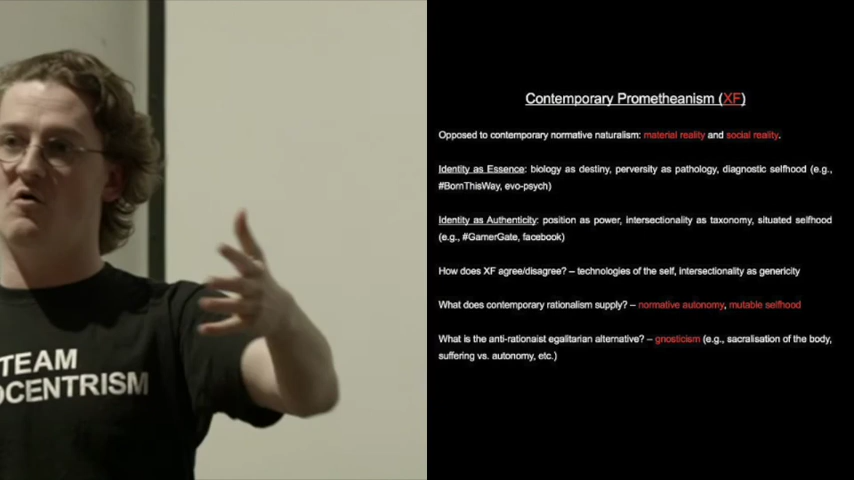 TEAM
OCENTRISM
Contemporary Prometheanism (XF)
Opposed to contemporary normative naturalism: material reality and social reality.
Identity as Essence: biology as destiny, perversity as pathology, diagnostic selfhood (e.g.,
#BornThisWay, evo-psych)
Identity as Authenticity: position as power, intersectionality as taxonomy, situated selfhood
(e.g., #GamerGate, facebook)
How does XF agree/disagree? – technologies of the self, intersectionality as genericity
What does contemporary rationalism supply? – normative autonomy, mutable selfhood
What is the anti-rationaist egalitarian alternative? – gnosticism (e.g., sacralisation of the body,
suffering vs. autonomy, etc.)